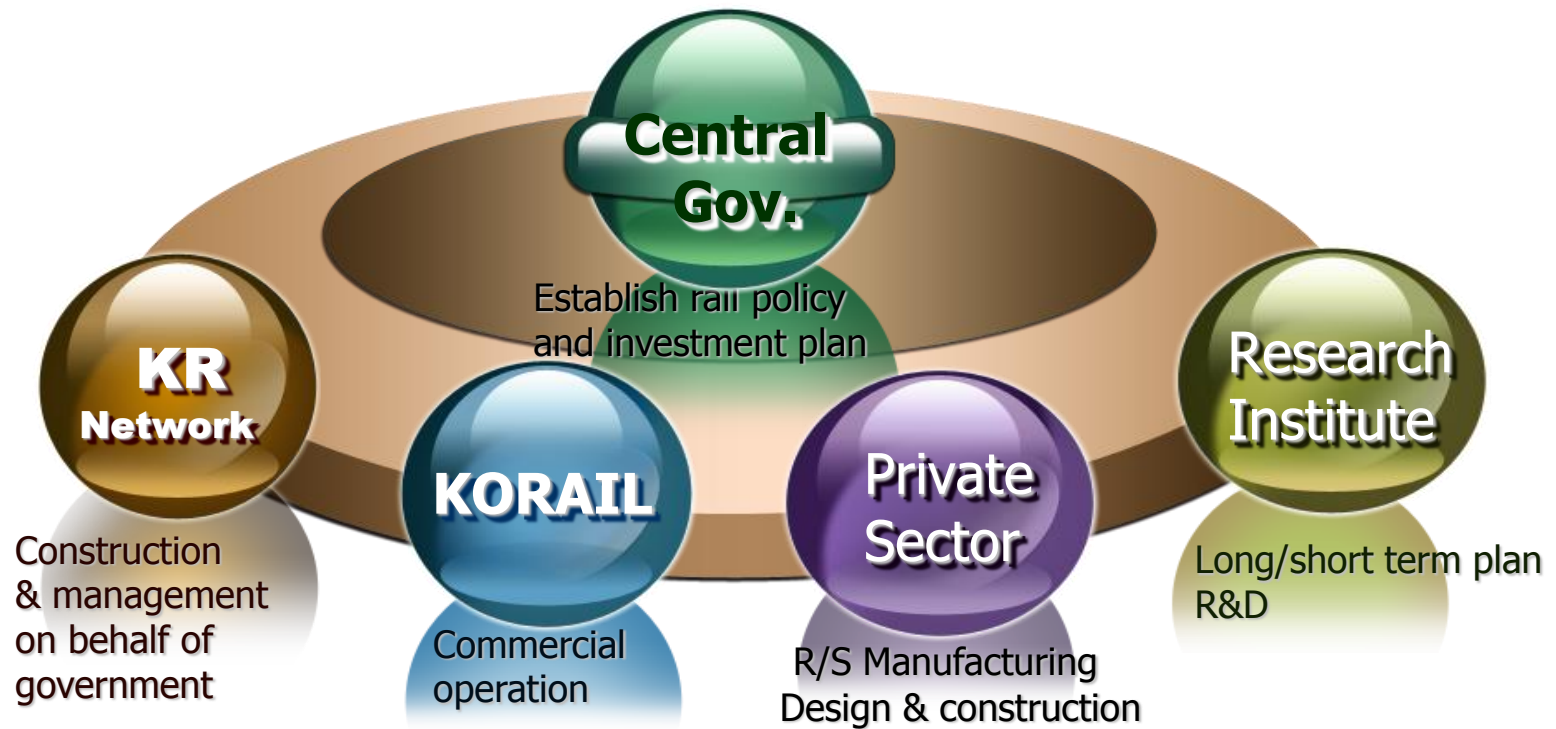 Central
Gov.
Establish rail policy
and investment plan
KR
Network
Construction
& management
on behalf of
government
KORAIL
Commercial
operation
Private
Sector
R/S Manufacturing
Design & construction
Research
Institute
Long/short term plan
R&D